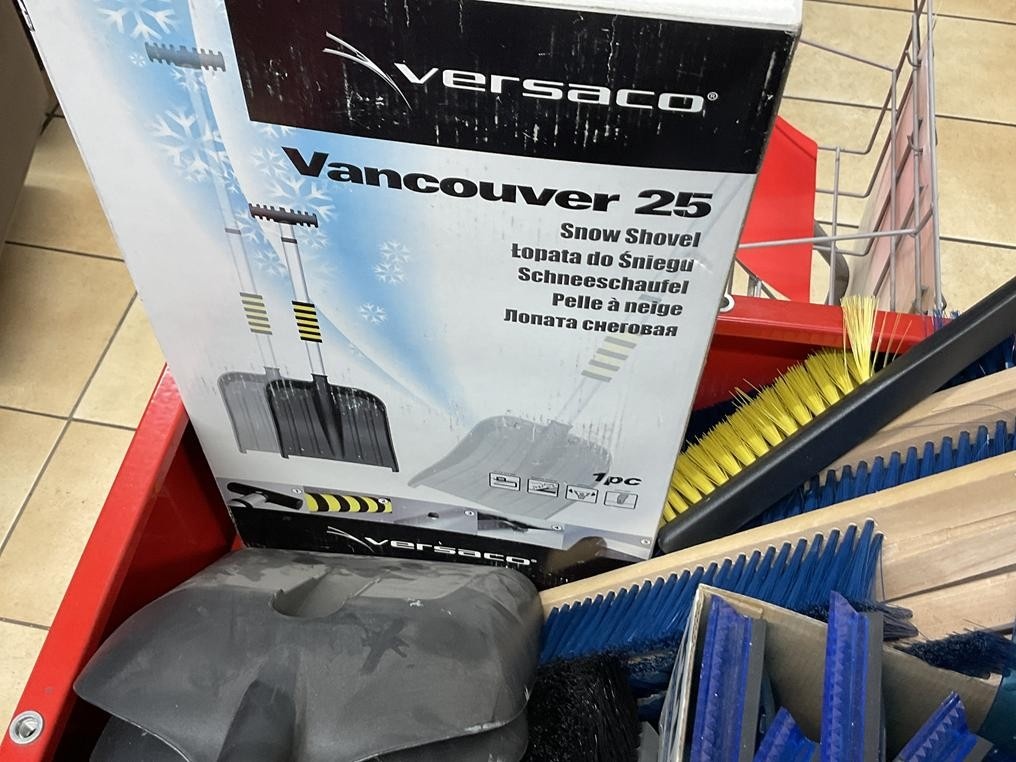 versaco®
Vancouver 25
Snow Shovel
Łopata do Śniegu
Schneeschaufel
Pelle à neige
Лопата снеговая
1pc
versaco®